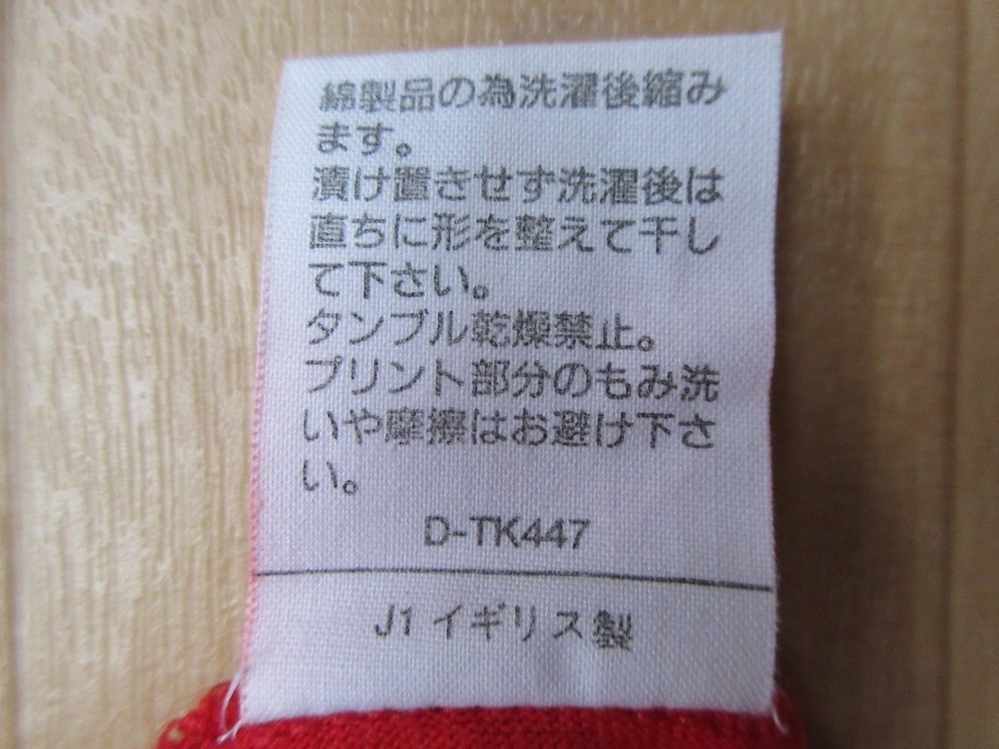 綿製品の為洗濯後縮み
ます。
漬け置きせず洗濯後は
直ちに形を整えて干し
て下さい。
タンブル乾燥禁止。
プリント部分のもみ洗
いや摩擦はお避け下さ
い。
D-TK447
J1 イギリス製